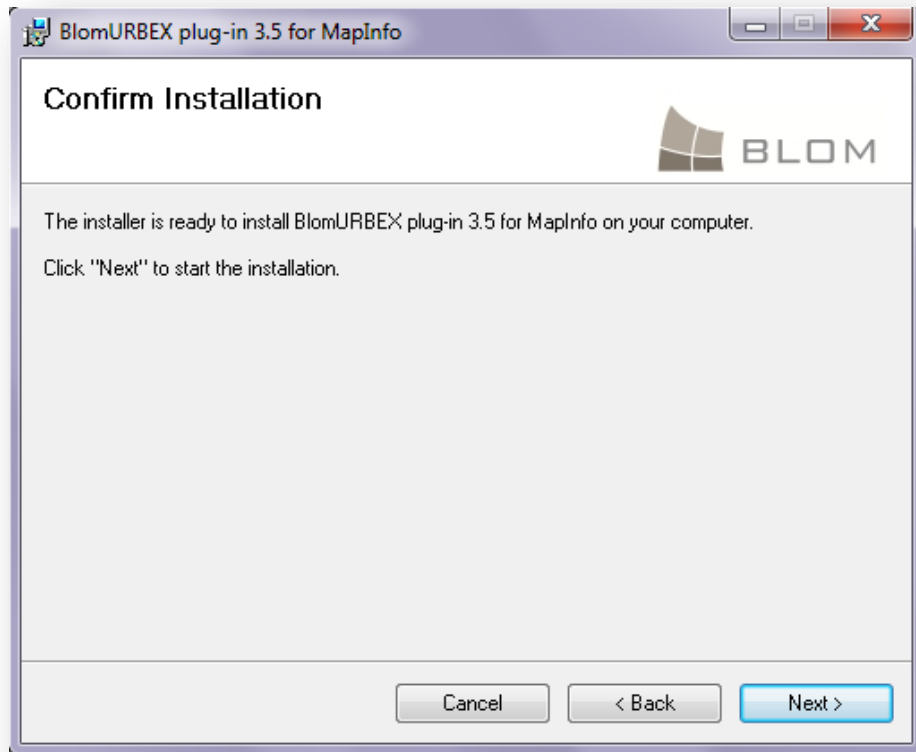 BlomURBEX plug-in 3.5 for MapInfo
Confirm Installation
BLOM
The installer is ready to install BlomURBEX plug-in 3.5 for MapInfo on your computer.
Click "Next" to start the installation.
Cancel
< Back
Next >